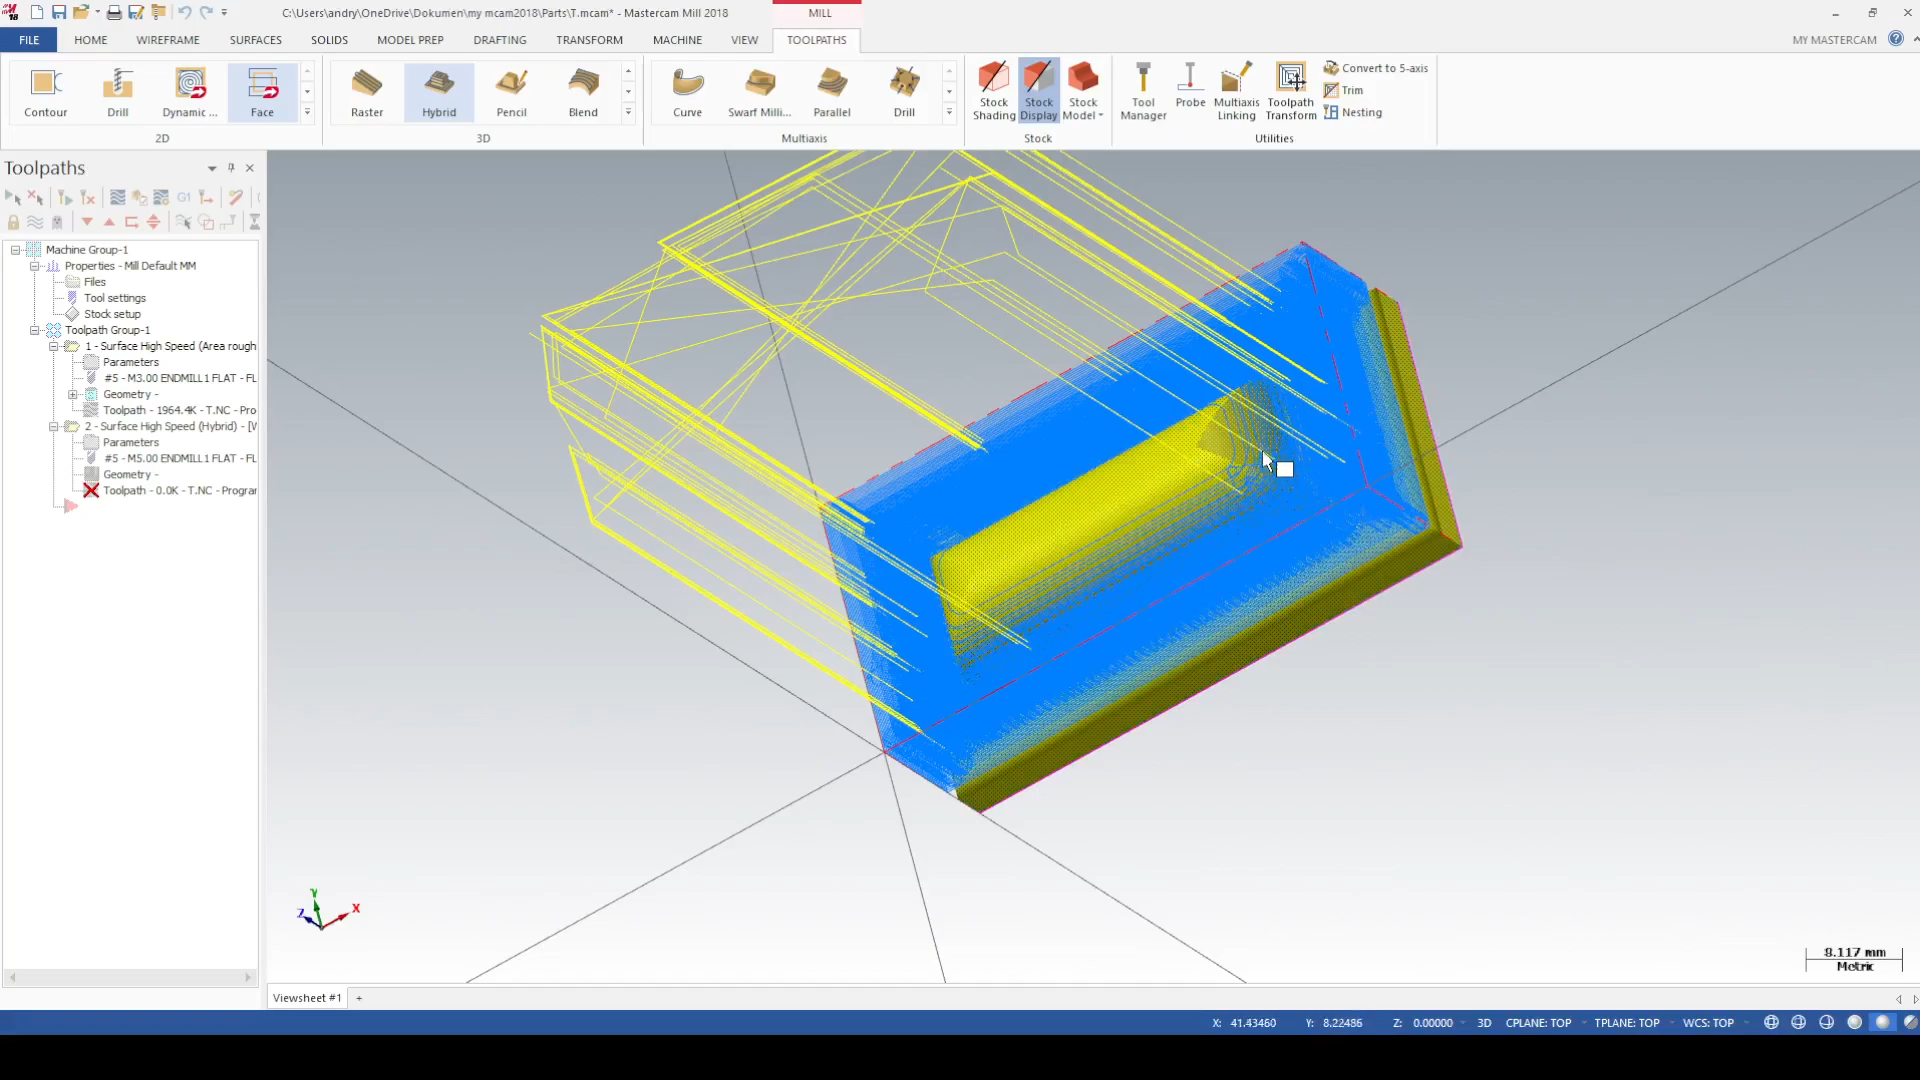 C:\Users\andry\OneDrive\Dokumen\my mcam2018\Parts\T.mcam* - Mastercam Mill 2018
MILL
FILE HOME WIREFRAME SURFACES SOLIDS MODEL PREP DRAFTING TRANSFORM MACHINE VIEW TOOLPATHS MY MASTERCAM
Contour Drill Dynamic ... Face
2D
Raster Hybrid Pencil Blend
3D
Curve Swarf Milli... Parallel Drill
Multiaxis
Stock Shading Stock Display Stock Model
Stock
Tool Manager Probe Multiaxis Linking Toolpath Transform
Convert to 5-axis
Trim
Nesting
Utilities
Toolpaths
G1
Machine Group-1
Properties - Mill Default MM
Files
Tool settings
Stock setup
Toolpath Group-1
1 - Surface High Speed (Area rough
Parameters
#5 - M3.00 ENDMILL1 FLAT - FL
Geometry -
Toolpath - 1964.4K - T.NC - Pro
2 - Surface High Speed (Hybrid) - [W
Parameters
#5 - M5.00 ENDMILL1 FLAT - FL
Geometry -
Toolpath - 0.0K - T.NC - Program
Y
Z X
8.117 mm
Metric
Viewsheet #1 +
X: 41.43460 Y: 8.22486 Z: 0.00000 3D CPLANE: TOP TPLANE: TOP WCS: TOP